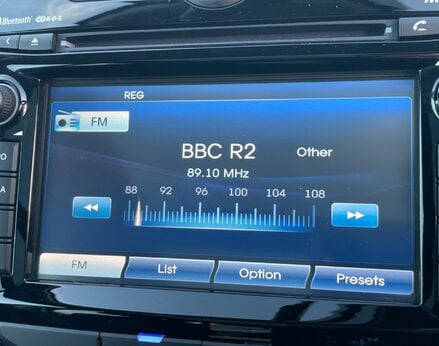 Bluetooth R·D·S
REG
FM
BBC R2 Other
89.10 MHz
88 92 96 100 104 108
FM List Option Presets